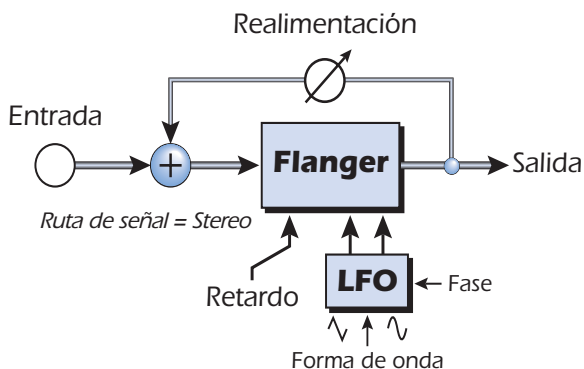 Realimentación
Entrada
+
Flanger
Salida
Ruta de señal = Stereo
Retardo
LFO
Fase
Forma de onda